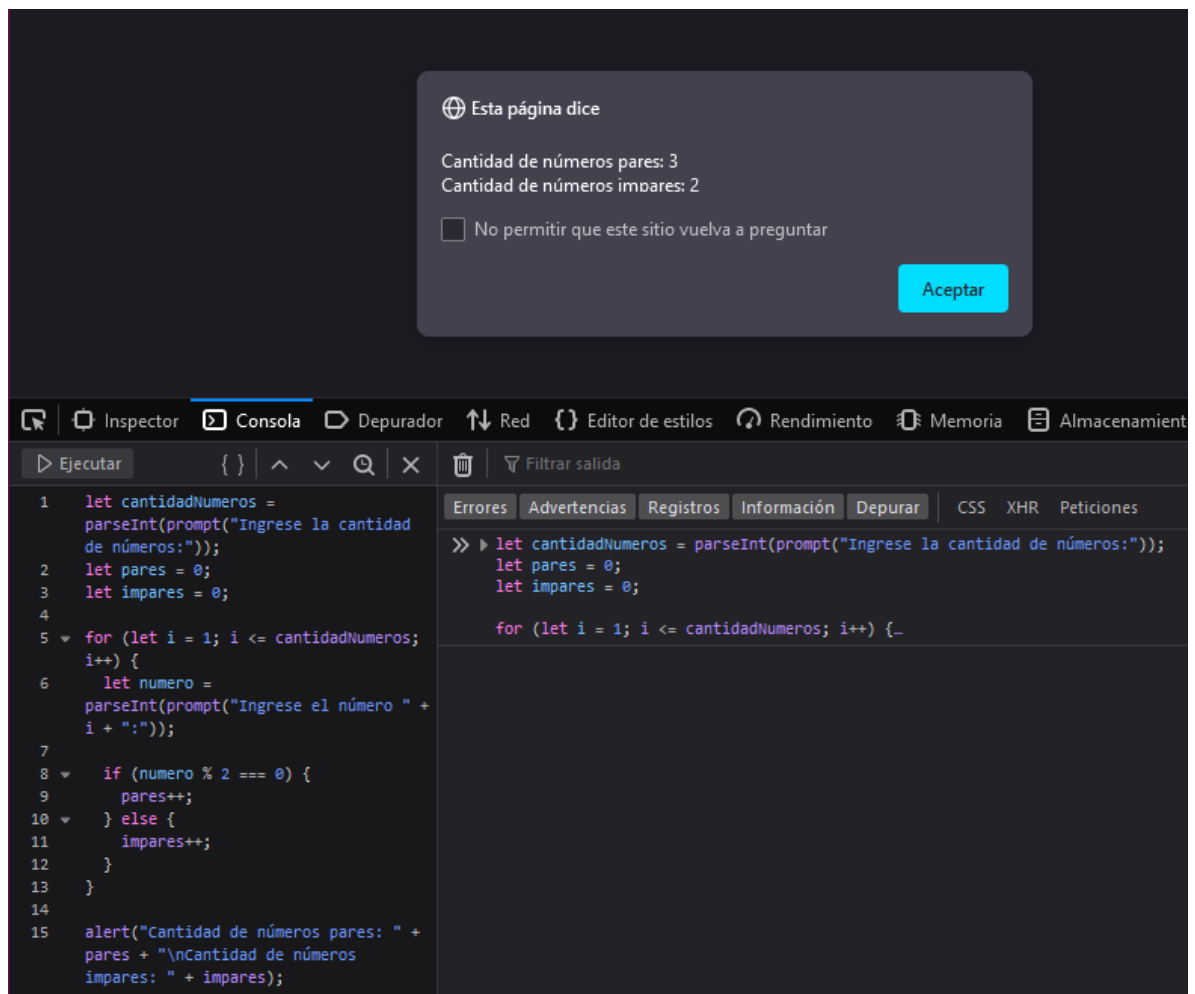 Esta página dice
Cantidad de números pares: 3
Cantidad de números impares: 2
No permitir que este sitio vuelva a preguntar
Aceptar
Inspector Consola Depurador Red Editor de estilos Rendimiento Memoria Almacenamient
Ejecutar { }
Filtrar salida
1 let cantidadNumeros =
parseInt(prompt("Ingrese la cantidad
de números:"));
2 let pares = 0;
3 let impares = 0;
4
5 for (let i = 1; i <= cantidadNumeros;
i++) {
6 let numero =
parseInt(prompt("Ingrese el número " +
i + ":"));
7
8 if (numero % 2 === 0) {
9 pares++;
10 } else {
11 impares++;
12 }
13 }
14
15 alert("Cantidad de números pares: " +
pares + "\nCantidad de números
impares: " + impares);
Errores Advertencias Registros Información Depurar CSS XHR Peticiones
let cantidadNumeros = parseInt(prompt("Ingrese la cantidad de números:"));
let pares = 0;
let impares = 0;
for (let i = 1; i <= cantidadNumeros; i++) {…